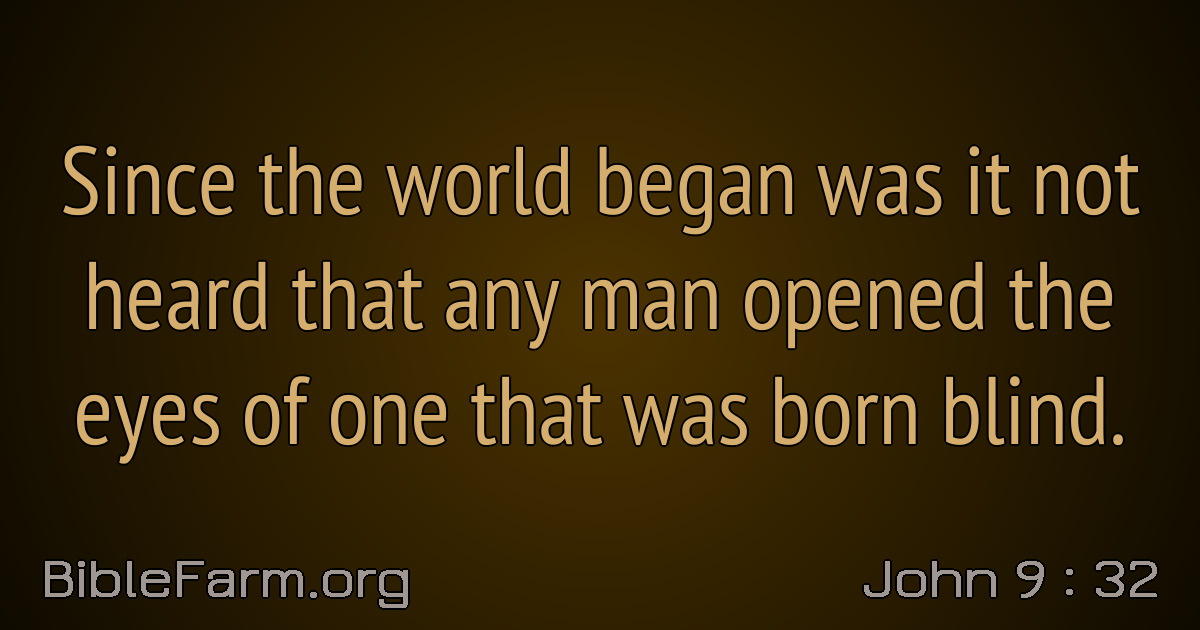 Since the world began was it not
heard that any man opened the
eyes of one that was born blind.
BibleFarm.org
John 9 : 32